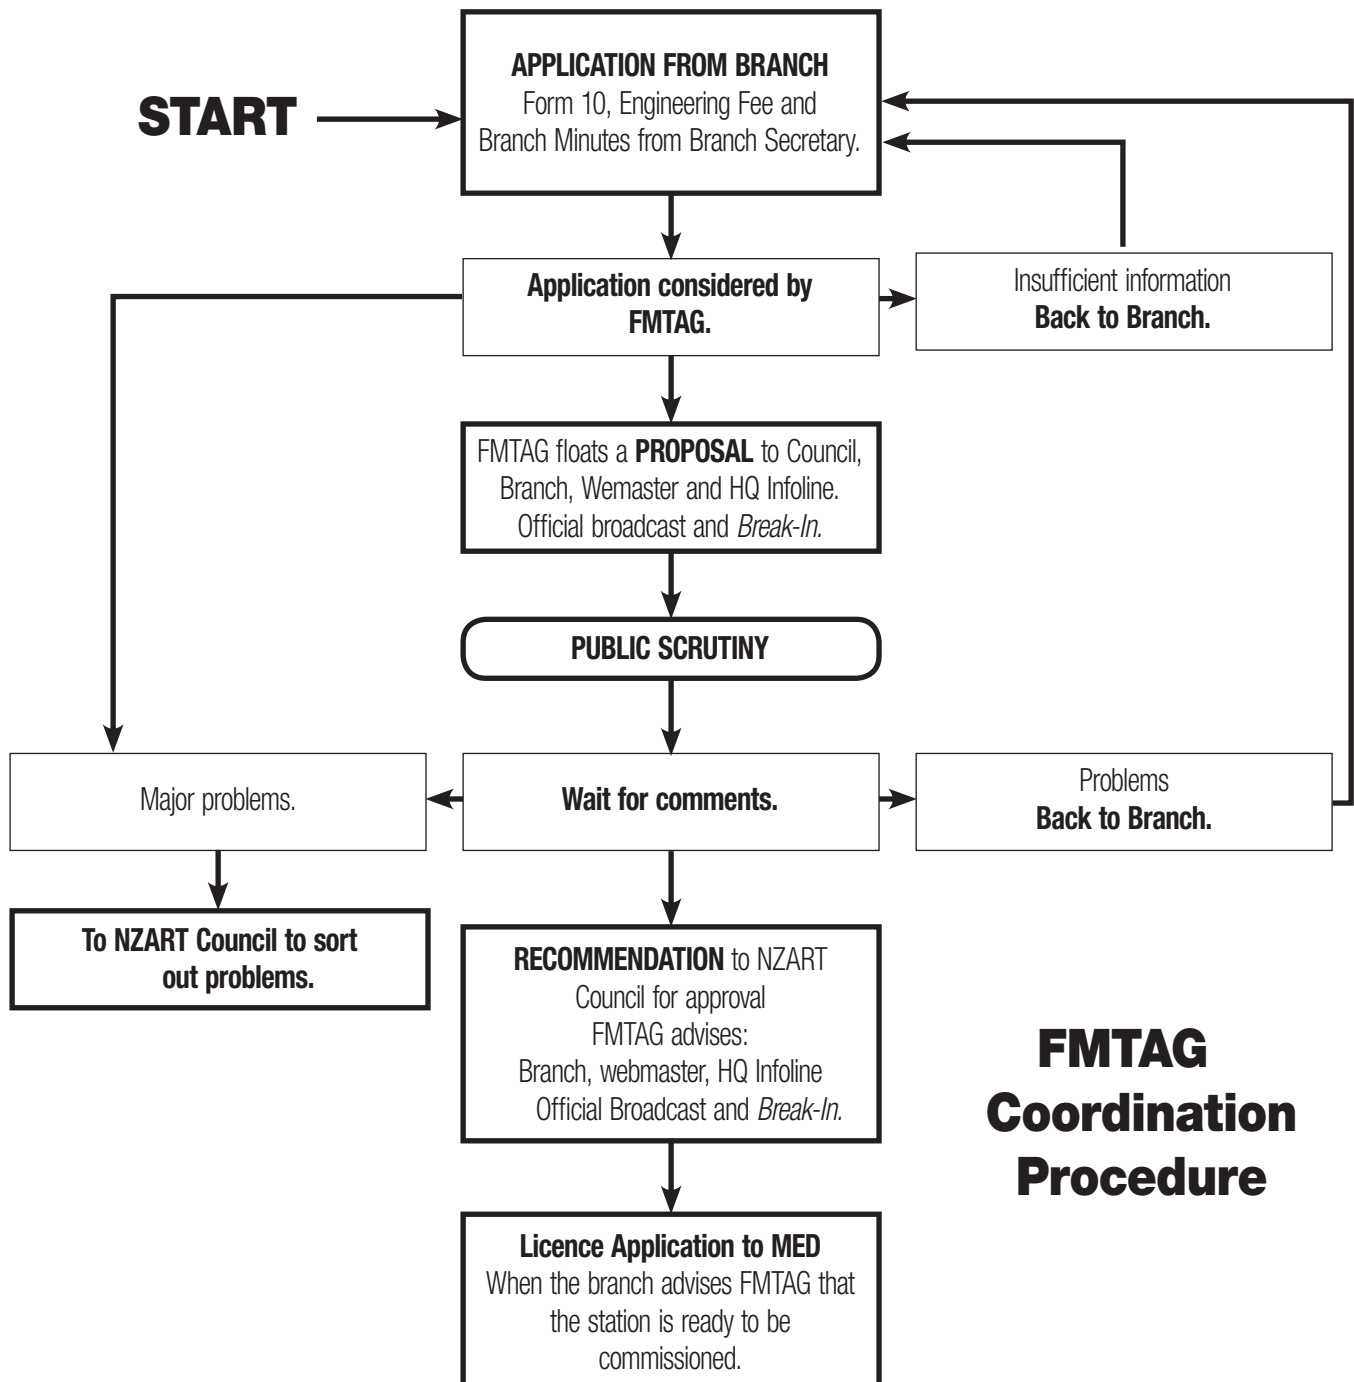 START
APPLICATION FROM BRANCH
Form 10, Engineering Fee and
Branch Minutes from Branch Secretary.
Application considered by
FMTAG.
Insufficient information
Back to Branch.
FMTAG floats a PROPOSAL to Council,
Branch, Wemaster and HQ Infoline.
Official broadcast and Break-In.
PUBLIC SCRUTINY
Major problems.
Wait for comments.
Problems
Back to Branch.
To NZART Council to sort
out problems.
RECOMMENDATION to NZART
Council for approval
FMTAG advises:
Branch, webmaster, HQ Infoline
Official Broadcast and Break-In.
FMTAG
Coordination
Procedure
Licence Application to MED
When the branch advises FMTAG that
the station is ready to be
commissioned.